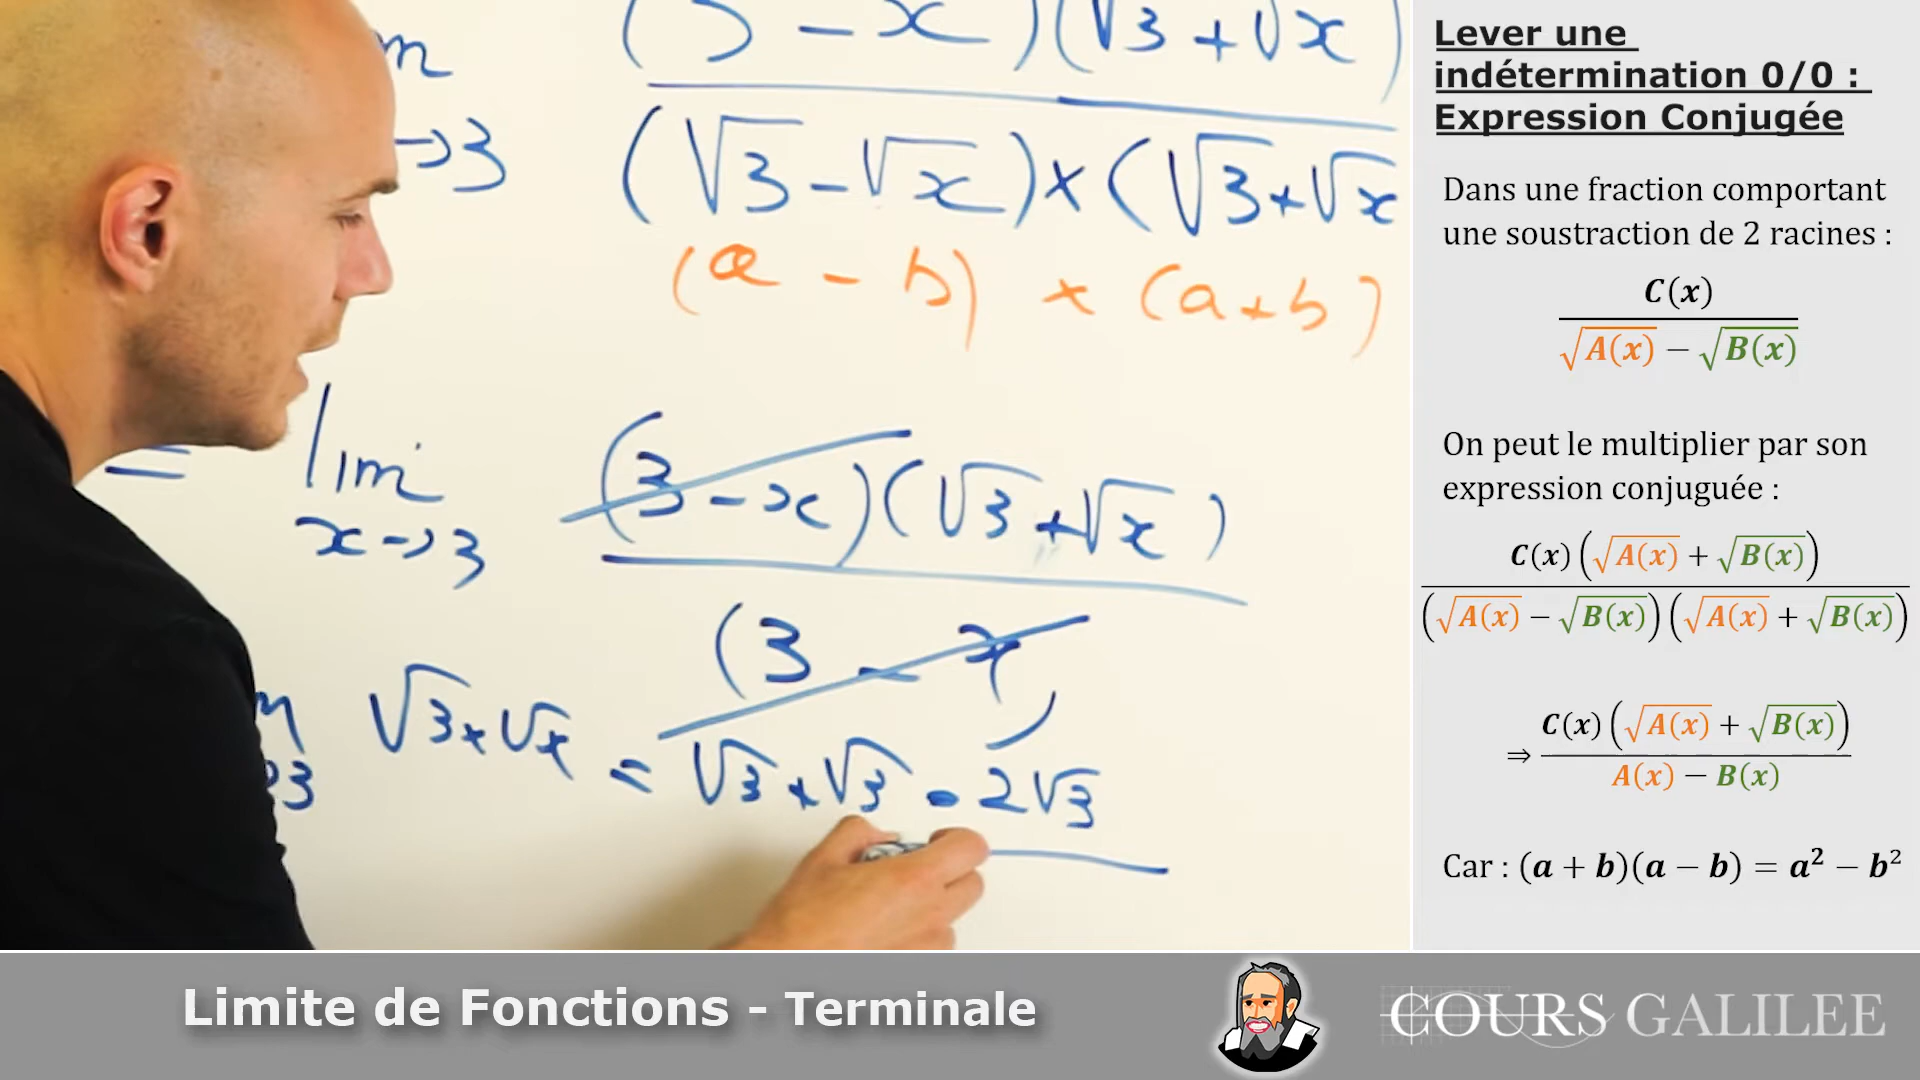 (3 - x)(√3 + √x)
→3
(√3 - √x) × (√3 + √x
(a - b) × (a + b)
= lim (3 - x)(√3 + √x)
x→3
(3 - x)
√3 + √x = √3 + √3 = 2√3
3
Lever une
indétermination 0/0 :
Expression Conjugée
Dans une fraction comportant
une soustraction de 2 racines :
C(x)
√A(x) − √B(x)
On peut le multiplier par son
expression conjuguée :
C(x)(√A(x) + √B(x))
(√A(x) − √B(x))(√A(x) + √B(x))
⇒ C(x)(√A(x) + √B(x))
A(x) − B(x)
Car : (a + b)(a − b) = a² − b²
Limite de Fonctions - Terminale
COURS GALILEE